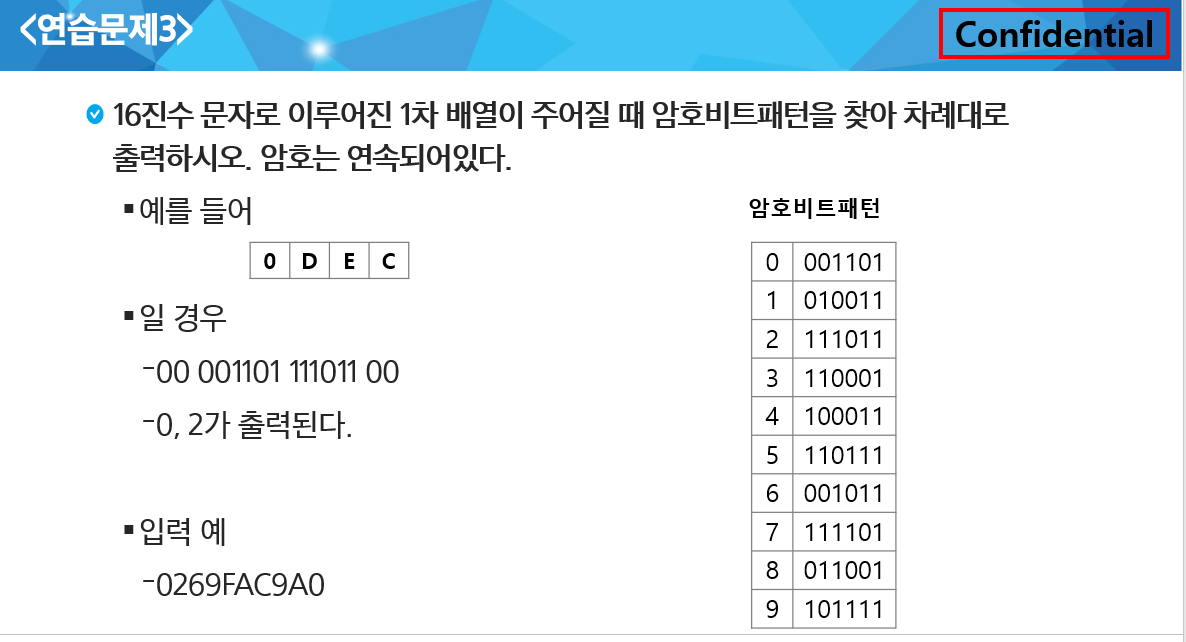 <연습문제3>
Confidential
16진수 문자로 이루어진 1차 배열이 주어질 때 암호비트패턴을 찾아 차례대로
출력하시오. 암호는 연속되어있다.
▪예를 들어
0 D E C
▪일 경우
-00 001101 111011 00
-0, 2가 출력된다.
▪입력 예
-0269FAC9A0
암호비트패턴
0 001101
1 010011
2 111011
3 110001
4 100011
5 110111
6 001011
7 111101
8 011001
9 101111